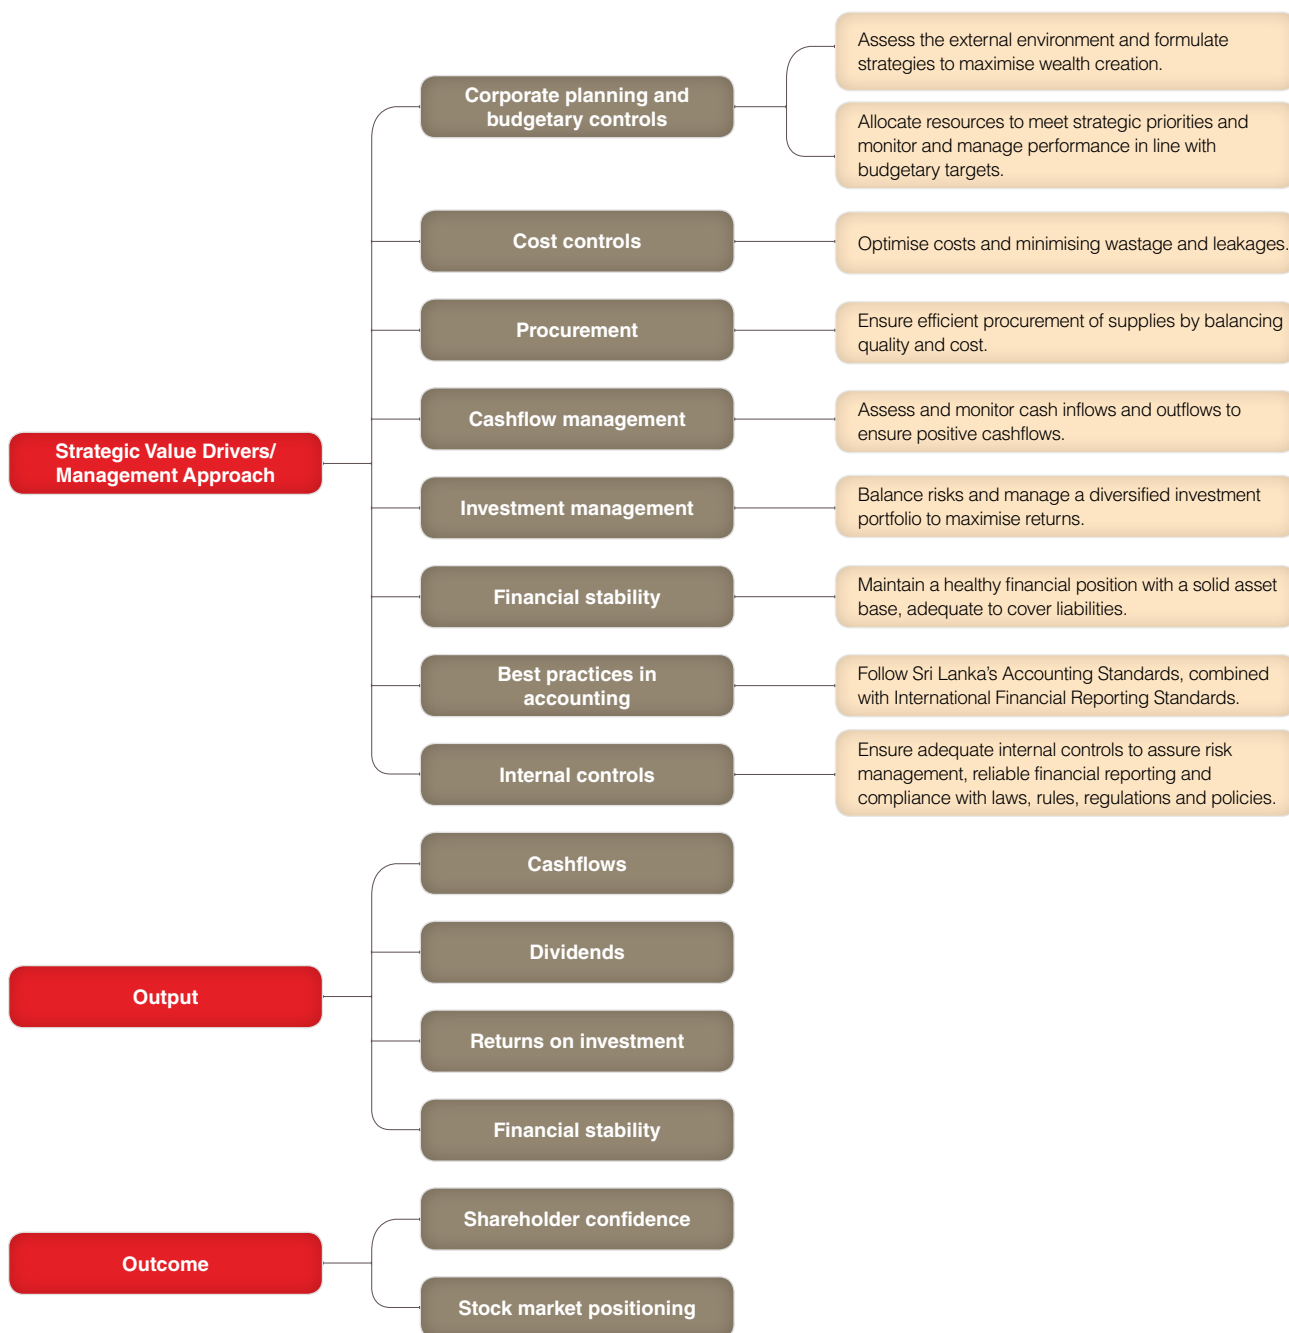 Strategic Value Drivers/
Management Approach
Corporate planning and
budgetary controls
Assess the external environment and formulate
strategies to maximise wealth creation.
Allocate resources to meet strategic priorities and
monitor and manage performance in line with
budgetary targets.
Cost controls
Optimise costs and minimising wastage and leakages.
Procurement
Ensure efficient procurement of supplies by balancing
quality and cost.
Cashflow management
Assess and monitor cash inflows and outflows to
ensure positive cashflows.
Investment management
Balance risks and manage a diversified investment
portfolio to maximise returns.
Financial stability
Maintain a healthy financial position with a solid asset
base, adequate to cover liabilities.
Best practices in
accounting
Follow Sri Lanka’s Accounting Standards, combined
with International Financial Reporting Standards.
Internal controls
Ensure adequate internal controls to assure risk
management, reliable financial reporting and
compliance with laws, rules, regulations and policies.
Output
Cashflows
Dividends
Returns on investment
Financial stability
Outcome
Shareholder confidence
Stock market positioning